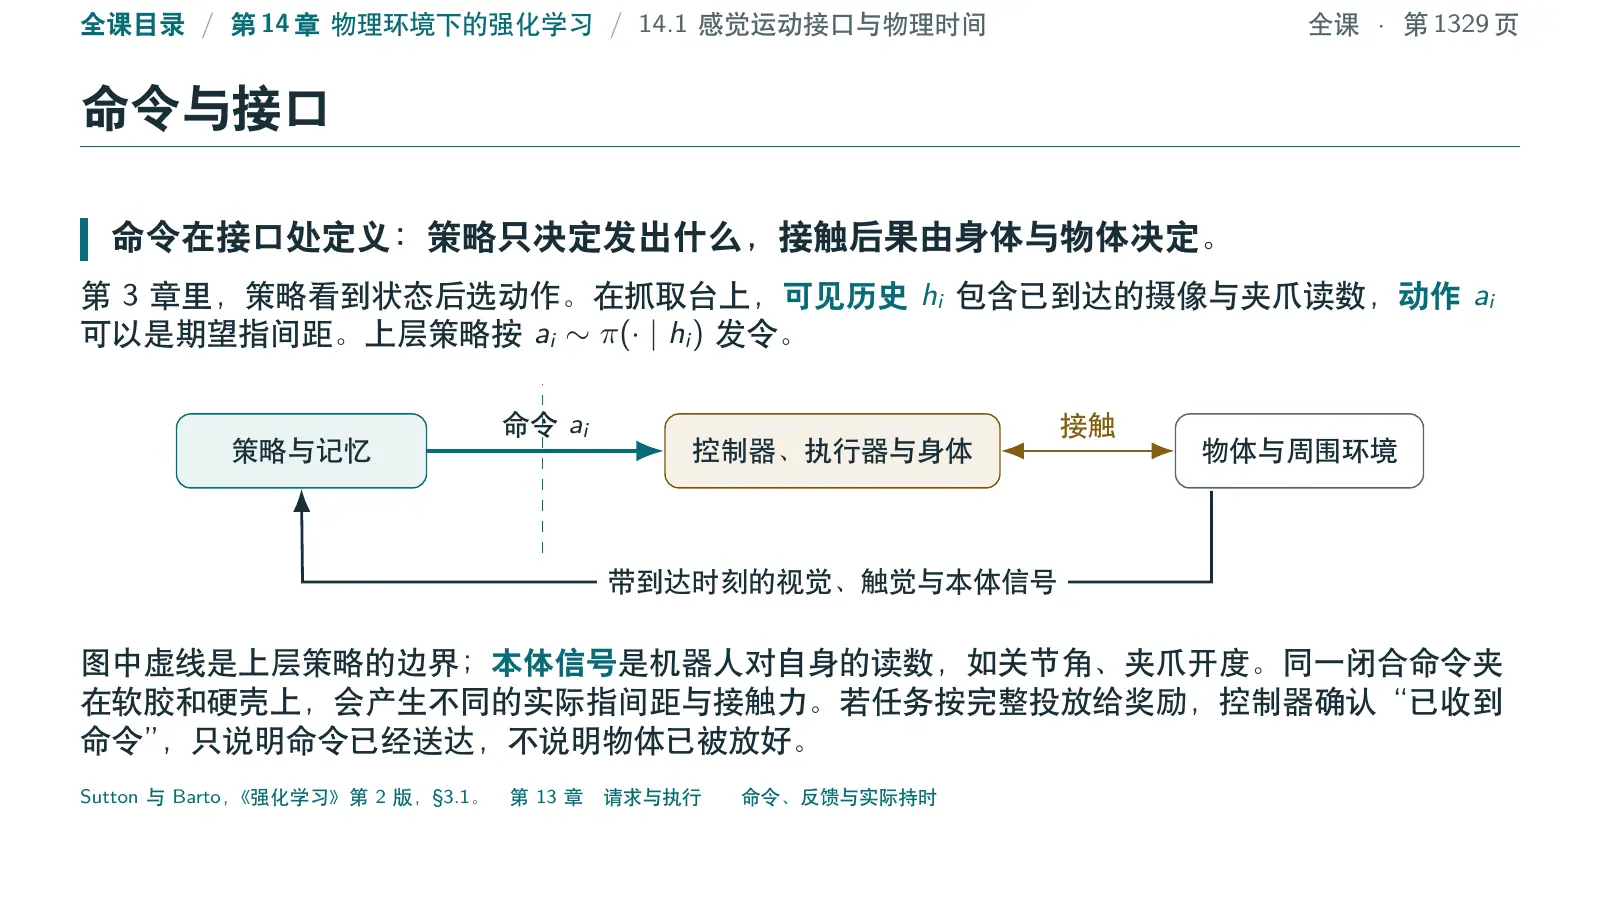 全课目录 / 第 14 章 物理环境下的强化学习 / 14.1 感觉运动接口与物理时间
全课 · 第 1329 页
命令与接口
命令在接口处定义：策略只决定发出什么，接触后果由身体与物体决定。
第 3 章里，策略看到状态后选动作。在抓取台上，可见历史 hᵢ 包含已到达的摄像与夹爪读数，动作 aᵢ
可以是期望指间距。上层策略按 aᵢ ∼ π(· | hᵢ) 发令。
策略与记忆
命令 aᵢ
控制器、执行器与身体
接触
物体与周围环境
带到达时刻的视觉、触觉与本体信号
图中虚线是上层策略的边界；本体信号是机器人对自身的读数，如关节角、夹爪开度。同一闭合命令夹
在软胶和硬壳上，会产生不同的实际指间距与接触力。若任务按完整投放给奖励，控制器确认“已收到
命令”，只说明命令已经送达，不说明物体已被放好。
Sutton 与 Barto，《强化学习》第 2 版，§3.1。 第 13 章 请求与执行 命令、反馈与实际持时